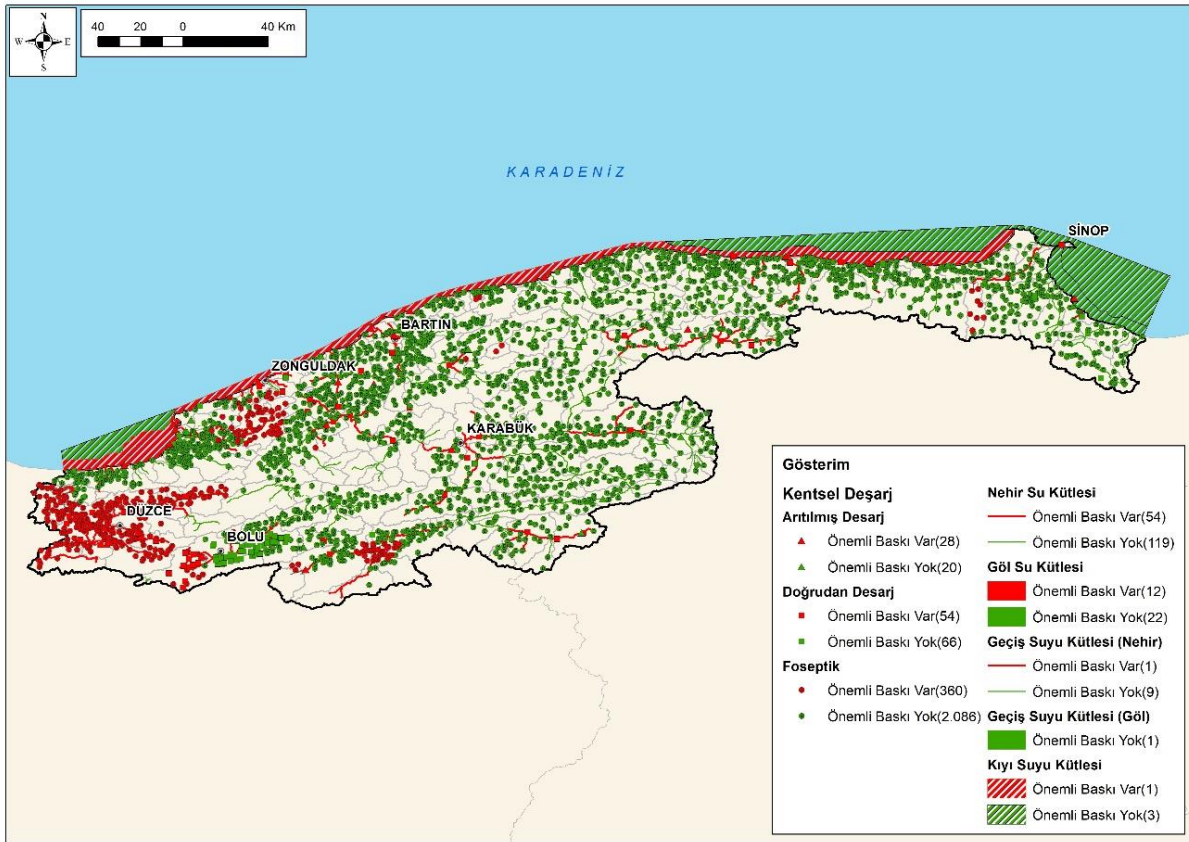 N
W E
S
40 20 0 40 Km
KARADENİZ
SİNOP
BARTIN
ZONGULDAK
KARABÜK
DÜZCE
BOLU
Gösterim
Kentsel Deşarj
Arıtılmış Desarj
Önemli Baskı Var(28)
Önemli Baskı Yok(20)
Doğrudan Desarj
Önemli Baskı Var(54)
Önemli Baskı Yok(66)
Foseptik
Önemli Baskı Var(360)
Önemli Baskı Yok(2.086)
Nehir Su Kütlesi
Önemli Baskı Var(54)
Önemli Baskı Yok(119)
Göl Su Kütlesi
Önemli Baskı Var(12)
Önemli Baskı Yok(22)
Geçiş Suyu Kütlesi (Nehir)
Önemli Baskı Var(1)
Önemli Baskı Yok(9)
Geçiş Suyu Kütlesi (Göl)
Önemli Baskı Yok(1)
Kıyı Suyu Kütlesi
Önemli Baskı Var(1)
Önemli Baskı Yok(3)